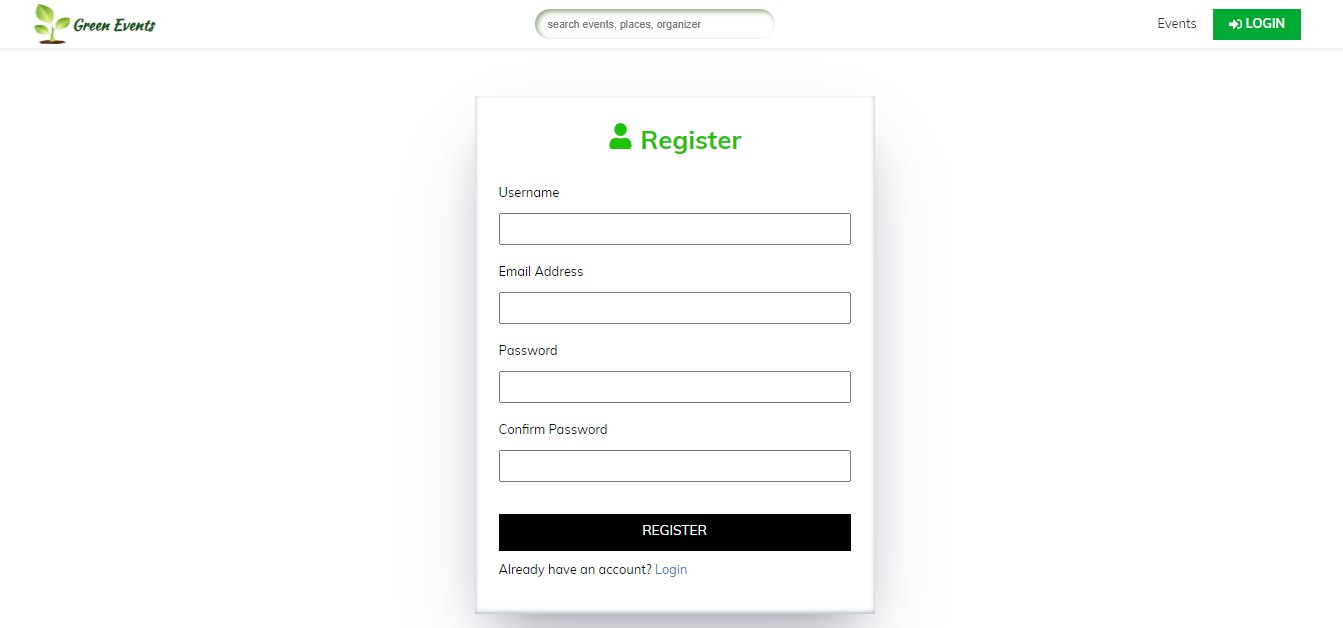 Green Events
search events, places, organizer
Events
LOGIN
Register
Username
Email Address
Password
Confirm Password
REGISTER
Already have an account? Login